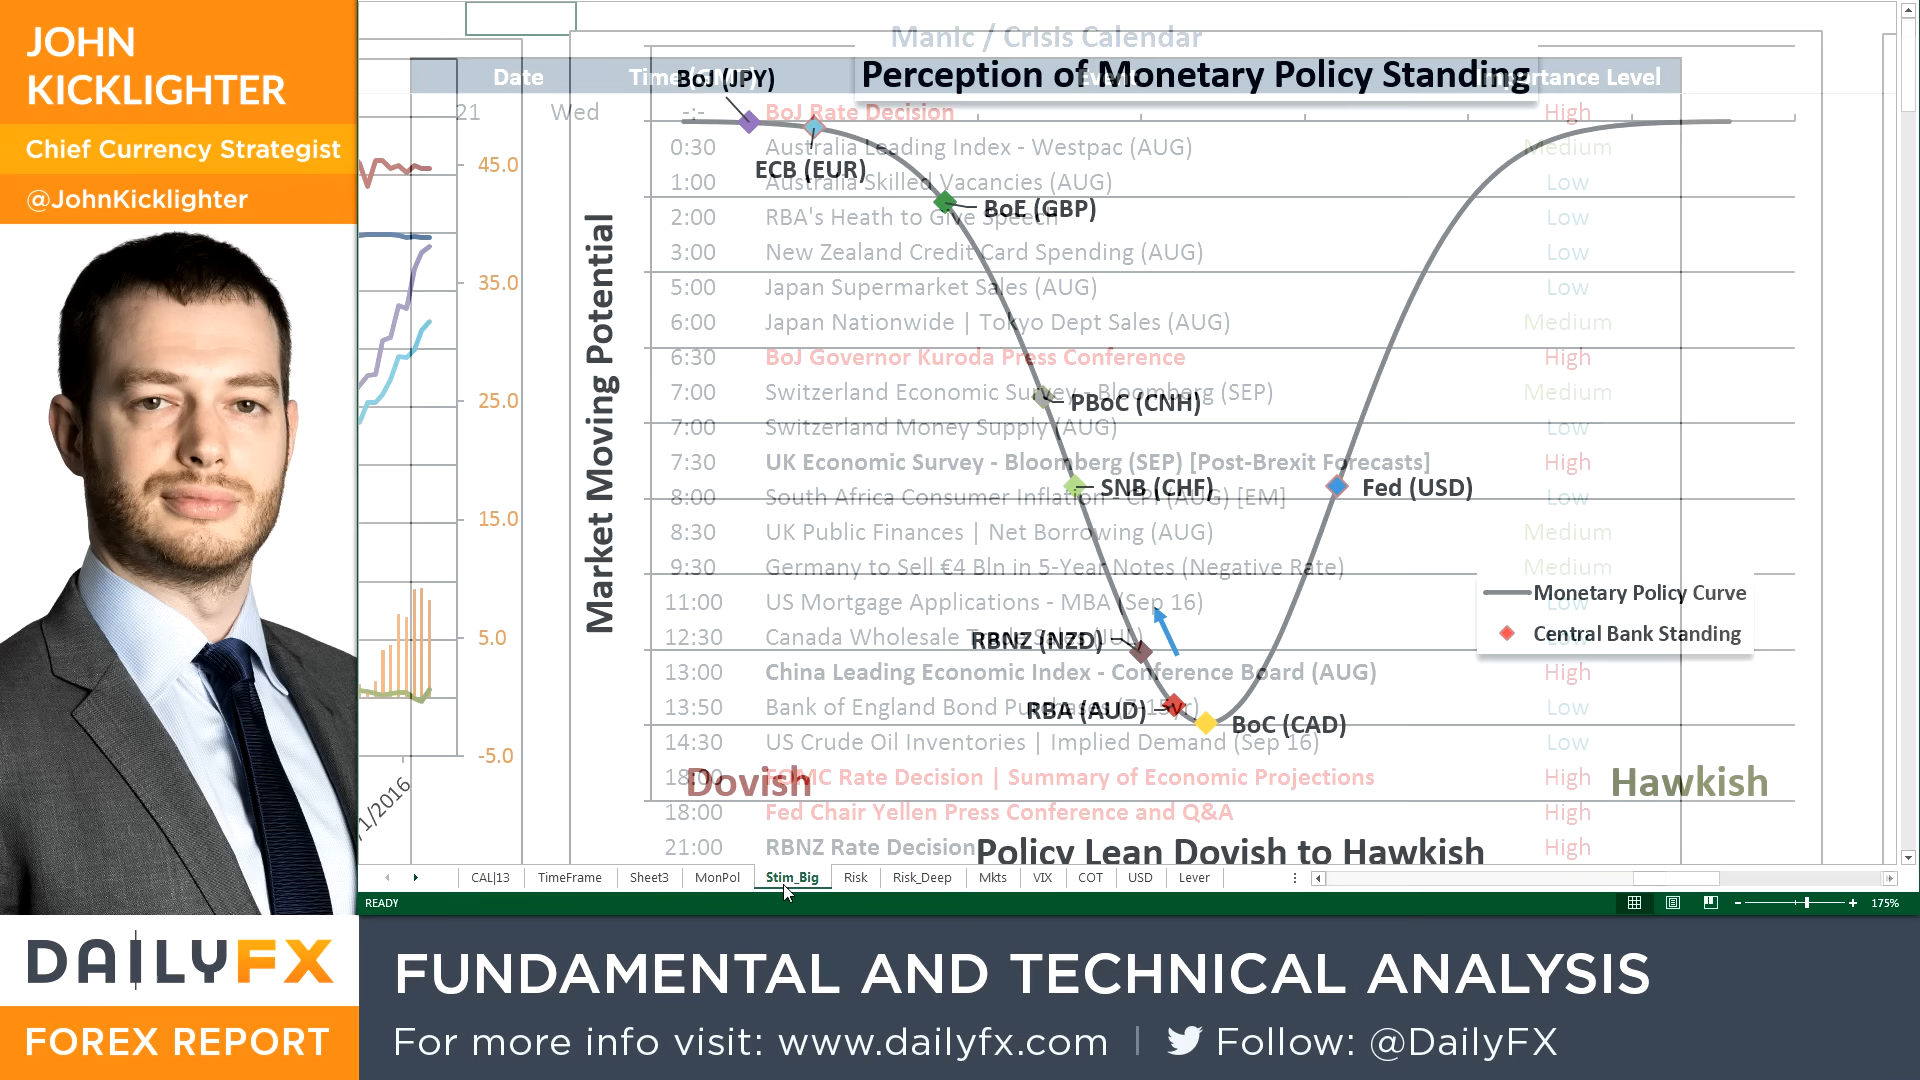 JOHN
KICKLIGHTER
Chief Currency Strategist
@JohnKicklighter
Manic / Crisis Calendar
Perception of Monetary Policy Standing
Date
Event
Importance Level
BoJ (JPY)
21 Wed -:- BoJ Rate Decision High
0:30 Australia Leading Index - Westpac (AUG) Medium
ECB (EUR)
1:00 Australia Skilled Vacancies (AUG) Low
BoE (GBP)
2:00 RBA's Heath to Give Speech Low
3:00 New Zealand Credit Card Spending (AUG) Low
5:00 Japan Supermarket Sales (AUG) Low
6:00 Japan Nationwide | Tokyo Dept Sales (AUG) Medium
6:30 BoJ Governor Kuroda Press Conference High
7:00 Switzerland Economic Survey - Bloomberg (SEP) Medium
PBoC (CNH)
7:00 Switzerland Money Supply (AUG) Low
7:30 UK Economic Survey - Bloomberg (SEP) [Post-Brexit Forecasts] High
SNB (CHF)
Fed (USD)
8:00 South Africa Consumer Inflation - CPI (AUG) [EM] Low
8:30 UK Public Finances | Net Borrowing (AUG) Medium
9:30 Germany to Sell €4 Bln in 5-Year Notes (Negative Rate) Medium
Monetary Policy Curve
11:00 US Mortgage Applications - MBA (Sep 16) Low
Central Bank Standing
RBNZ (NZD)
12:30 Canada Wholesale Low
13:00 China Leading Economic Index - Conference Board (AUG) High
RBA (AUD)
13:50 Bank of England Bond Low
BoC (CAD)
14:30 US Crude Oil Inventories | Implied Demand (Sep 16) Low
Dovish
Hawkish
18:00 FOMC Rate Decision | Summary of Economic Projections High
18:00 Fed Chair Yellen Press Conference and Q&A High
21:00 RBNZ Rate Decision High
Policy Lean Dovish to Hawkish
Market Moving Potential
45.0
35.0
25.0
15.0
5.0
-5.0
/1/2016
CAL|13 TimeFrame Sheet3 MonPol Stim_Big Risk Risk_Deep Mkts VIX COT USD Lever
READY
175%
DAILYFX
FOREX REPORT
FUNDAMENTAL AND TECHNICAL ANALYSIS
For more info visit: www.dailyfx.com | Follow: @DailyFX